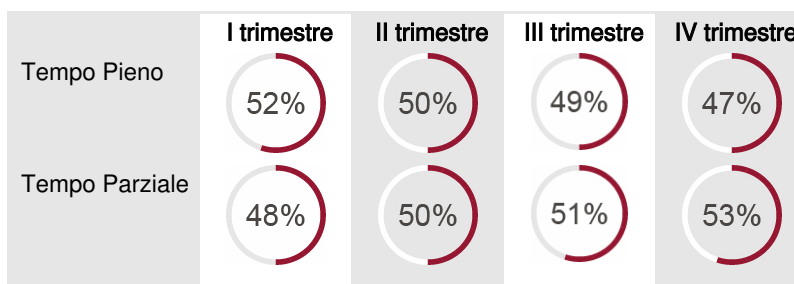 I trimestre II trimestre III trimestre IV trimestre
Tempo Pieno 52% 50% 49% 47%
Tempo Parziale 48% 50% 51% 53%